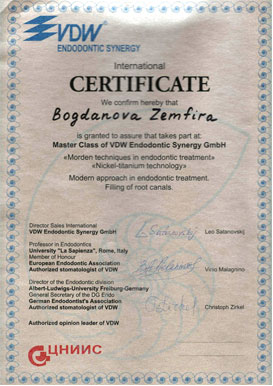 VDW
ENDODONTIC SYNERGY
International
CERTIFICATE
We confirm hereby that
Bogdanova Zemfira
is granted to assure that takes part at:
Master Class of VDW Endodontic Synergy GmbH
«Morden techniques in endodontic treatment»
«Nickel-titanium technology»
Modern approach in endodontic treatment.
Filling of root canals.
Director Sales International
VDW Endodontic Synergy GmbH
Leo Satanovskij
Professor in Endodontics
University "La Sapienza", Rome, Italy
Member of Honour
European Endodontic Association
Authorized stomatologist of VDW
Vinio Malagnino
Director of the Endodontic division
Albert-Ludwigs-University Freiburg-Germany
General Secretary of the DG Endo
German Endodontist's Association
Authorized stomatologist of VDW
Christoph Zirkel
Authorized opinion leader of VDW
ЦНИИС